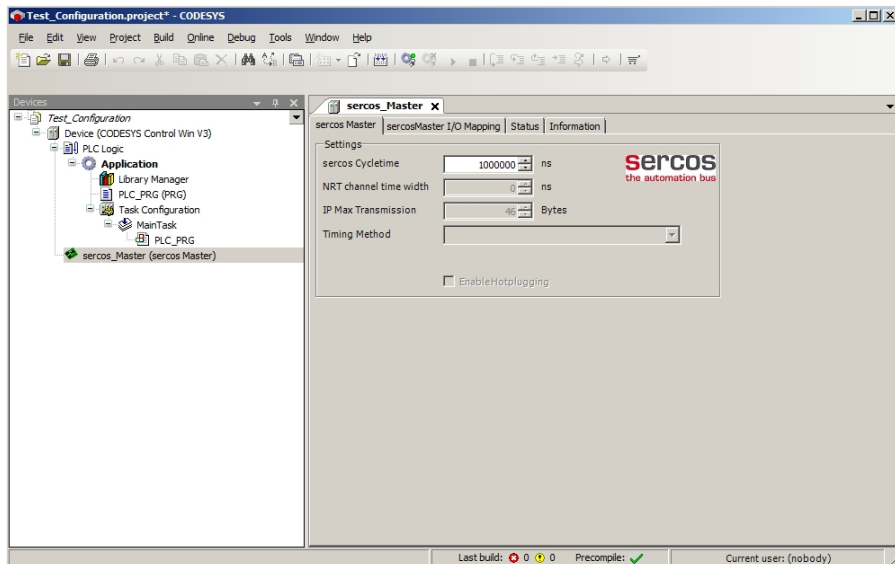 Test_Configuration.project* - CODESYS
File Edit View Project Build Online Debug Tools Window Help
Devices
Test_Configuration
Device (CODESYS Control Win V3)
PLC Logic
Application
Library Manager
PLC_PRG (PRG)
Task Configuration
MainTask
PLC_PRG
sercos_Master (sercos Master)
sercos_Master
sercos Master sercosMaster I/O Mapping Status Information
Settings
sercos Cycletime 1000000 ns
NRT channel time width 0 ns
IP Max Transmission 46 Bytes
Timing Method
EnableHotplugging
sercos
the automation bus
Last build: 0 0 Precompile: Current user: (nobody)